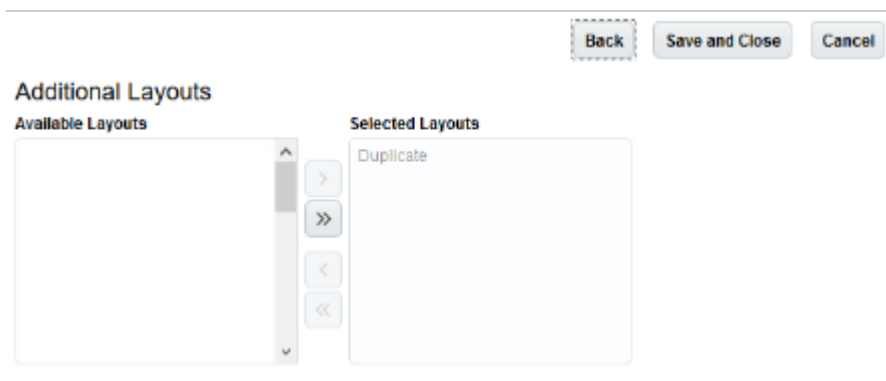 Back Save and Close Cancel
Additional Layouts
Available Layouts Selected Layouts
Duplicate